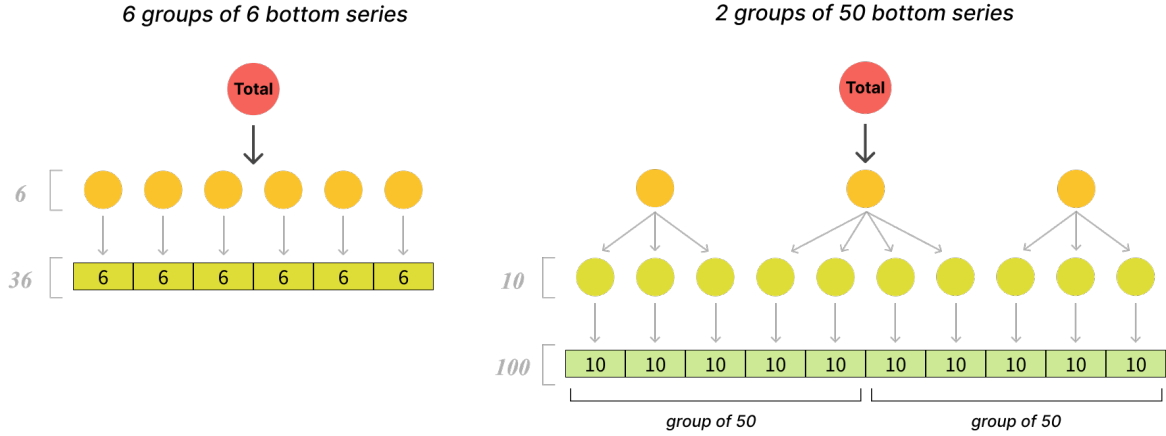 6 groups of 6 bottom series
Total
6
36
6 6 6 6 6 6
2 groups of 50 bottom series
Total
10
100
10 10 10 10 10 10 10 10 10 10
group of 50
group of 50